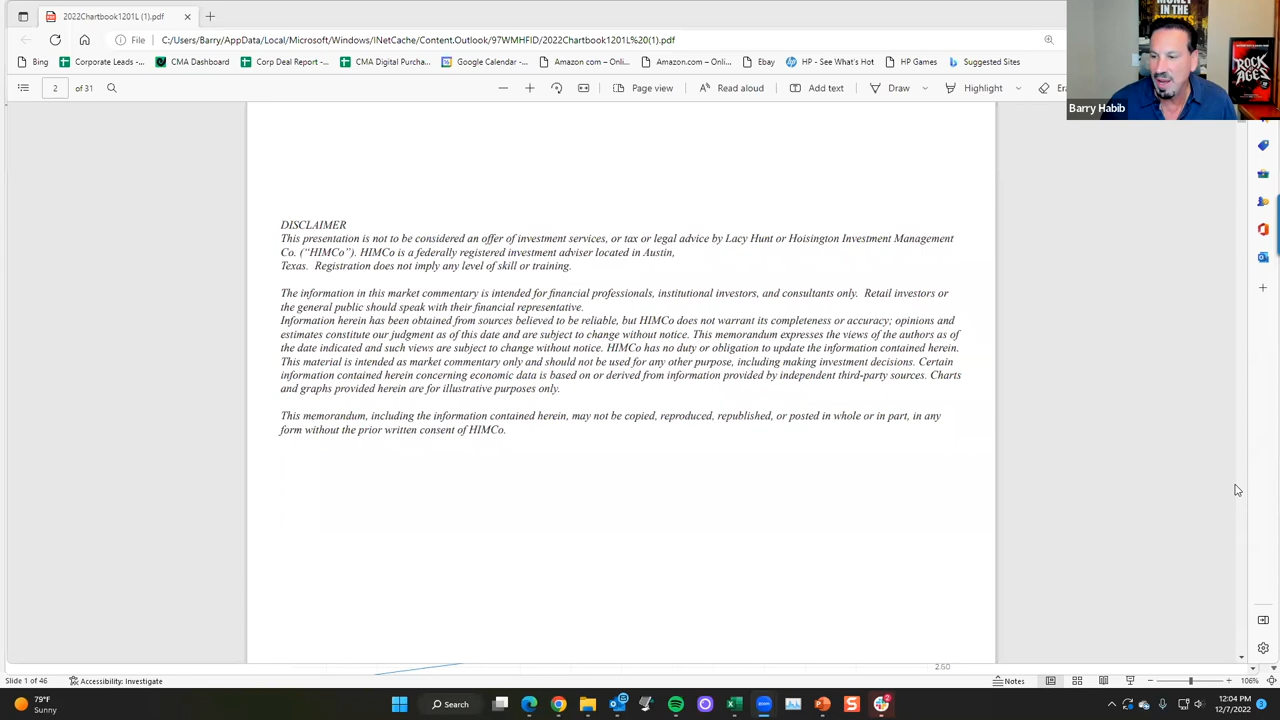 2022Chartbook1201L (1).pdf
File C:/Users/Barry/AppData/Local/Microsoft/Windows/INetCache/Content.Outlook/97WMHFID/2022Chartbook1201L%20(1).pdf
MONEY
IN THE
Bing Corporate Leads -... CMA Dashboard Corp Deal Report -... CMA Digital Purcha... Google Calendar -... Amazon com – Onli... Amazon.com – Onli... Ebay HP - See What's Hot HP Games Suggested Sites
ROCK
AGES
2 of 31 Page view Read aloud Add text Draw Highlight
Barry Habib
DISCLAIMER
This presentation is not to be considered an offer of investment services, or tax or legal advice by Lacy Hunt or Hoisington Investment Management
Co. ("HIMCo"). HIMCo is a federally registered investment adviser located in Austin,
Texas. Registration does not imply any level of skill or training.
The information in this market commentary is intended for financial professionals, institutional investors, and consultants only. Retail investors or
the general public should speak with their financial representative.
Information herein has been obtained from sources believed to be reliable, but HIMCo does not warrant its completeness or accuracy; opinions and
estimates constitute our judgment as of this date and are subject to change without notice. This memorandum expresses the views of the authors as of
the date indicated and such views are subject to change without notice. HIMCo has no duty or obligation to update the information contained herein.
This material is intended as market commentary only and should not be used for any other purpose, including making investment decisions. Certain
information contained herein concerning economic data is based on or derived from information provided by independent third-party sources. Charts
and graphs provided herein are for illustrative purposes only.
This memorandum, including the information contained herein, may not be copied, reproduced, republished, or posted in whole or in part, in any
form without the prior written consent of HIMCo.
2.60
Slide 1 of 46 Accessibility: Investigate Notes 106%
79°F
Sunny
Search
2
12:04 PM
12/7/2022
3